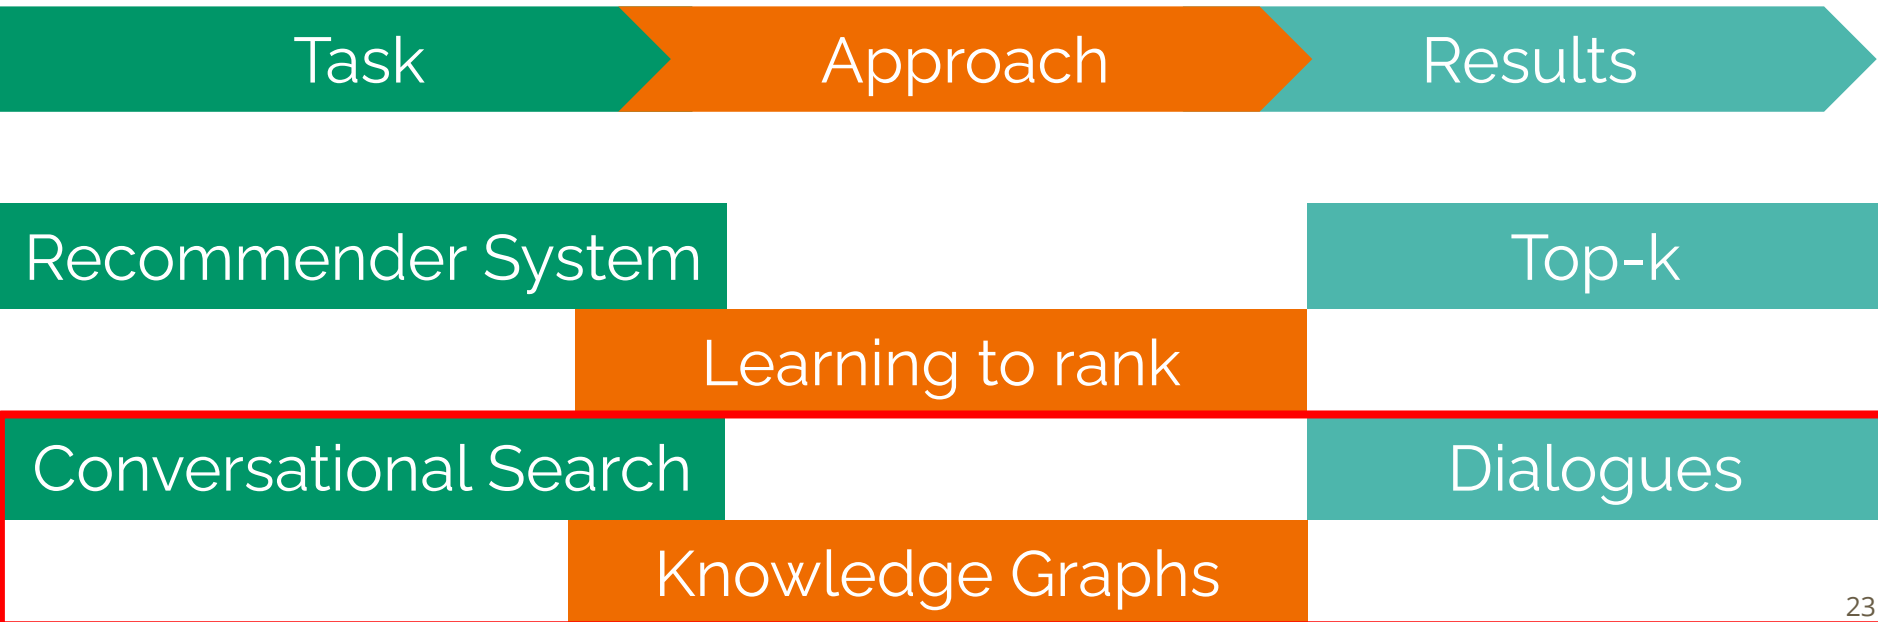 Task
Approach
Results
Recommender System
Top-k
Learning to rank
Conversational Search
Dialogues
Knowledge Graphs
23